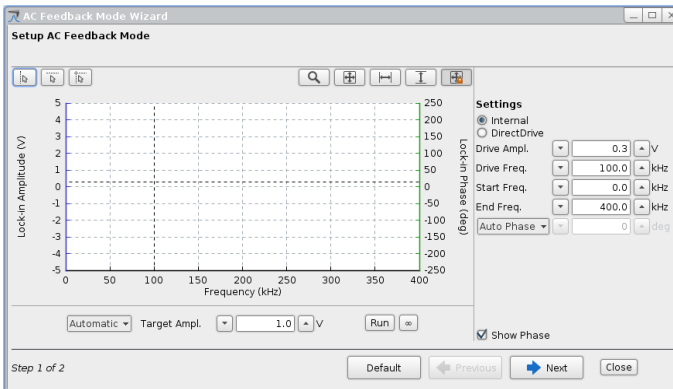 AC Feedback Mode Wizard
Setup AC Feedback Mode
Lock-in Amplitude (V)
5
4
3
2
1
0
-1
-2
-3
-4
-5
0 50 100 150 200 250 300 350 400
Frequency (kHz)
250
200
150
100
50
0
-50
-100
-150
-200
-250
Lock-in Phase (deg)
Settings
Internal
DirectDrive
Drive Ampl. 0.3 V
Drive Freq. 100.0 kHz
Start Freq. 0.0 kHz
End Freq. 400.0 kHz
Auto Phase 0 deg
Automatic Target Ampl. 1.0 V Run ∞
Show Phase
Step 1 of 2 Default Previous Next Close